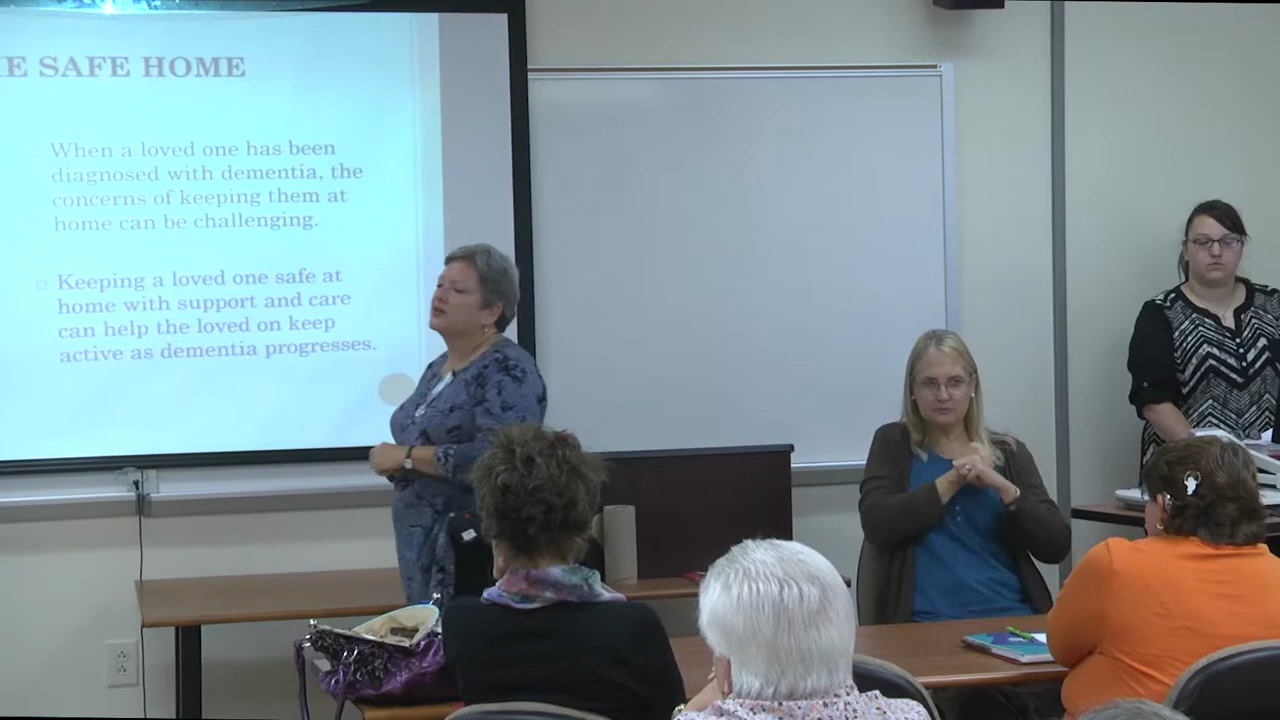 E SAFE HOME
When a loved one has been
diagnosed with dementia, the
concerns of keeping them at
home can be challenging.
Keeping a loved one safe at
home with support and care
can help the loved on keep
active as dementia progresses.